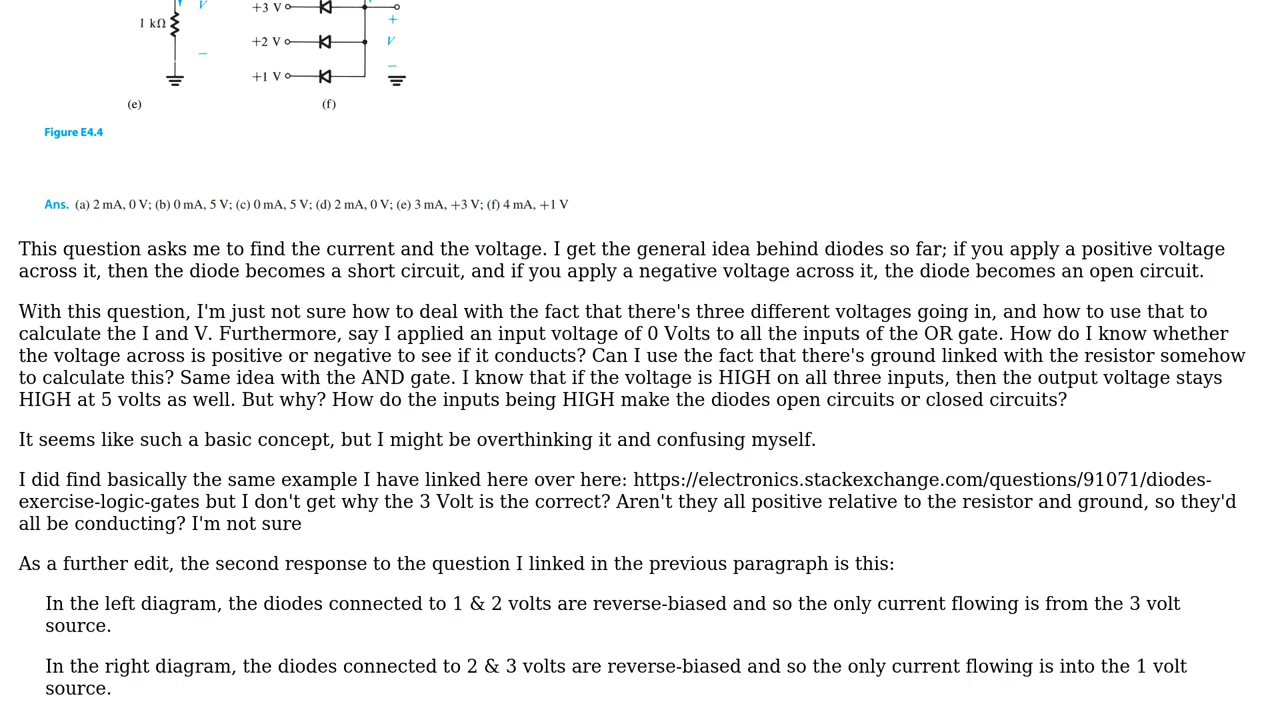 +3 V
V
1 kΩ
+
+2 V
V
−
−
+1 V
(e)
(f)
Figure E4.4
Ans. (a) 2 mA, 0 V; (b) 0 mA, 5 V; (c) 0 mA, 5 V; (d) 2 mA, 0 V; (e) 3 mA, +3 V; (f) 4 mA, +1 V
This question asks me to find the current and the voltage. I get the general idea behind diodes so far; if you apply a positive voltage
across it, then the diode becomes a short circuit, and if you apply a negative voltage across it, the diode becomes an open circuit.
With this question, I'm just not sure how to deal with the fact that there's three different voltages going in, and how to use that to
calculate the I and V. Furthermore, say I applied an input voltage of 0 Volts to all the inputs of the OR gate. How do I know whether
the voltage across is positive or negative to see if it conducts? Can I use the fact that there's ground linked with the resistor somehow
to calculate this? Same idea with the AND gate. I know that if the voltage is HIGH on all three inputs, then the output voltage stays
HIGH at 5 volts as well. But why? How do the inputs being HIGH make the diodes open circuits or closed circuits?
It seems like such a basic concept, but I might be overthinking it and confusing myself.
I did find basically the same example I have linked here over here: https://electronics.stackexchange.com/questions/91071/diodes-
exercise-logic-gates but I don't get why the 3 Volt is the correct? Aren't they all positive relative to the resistor and ground, so they'd
all be conducting? I'm not sure
As a further edit, the second response to the question I linked in the previous paragraph is this:
In the left diagram, the diodes connected to 1 & 2 volts are reverse-biased and so the only current flowing is from the 3 volt
source.
In the right diagram, the diodes connected to 2 & 3 volts are reverse-biased and so the only current flowing is into the 1 volt
source.